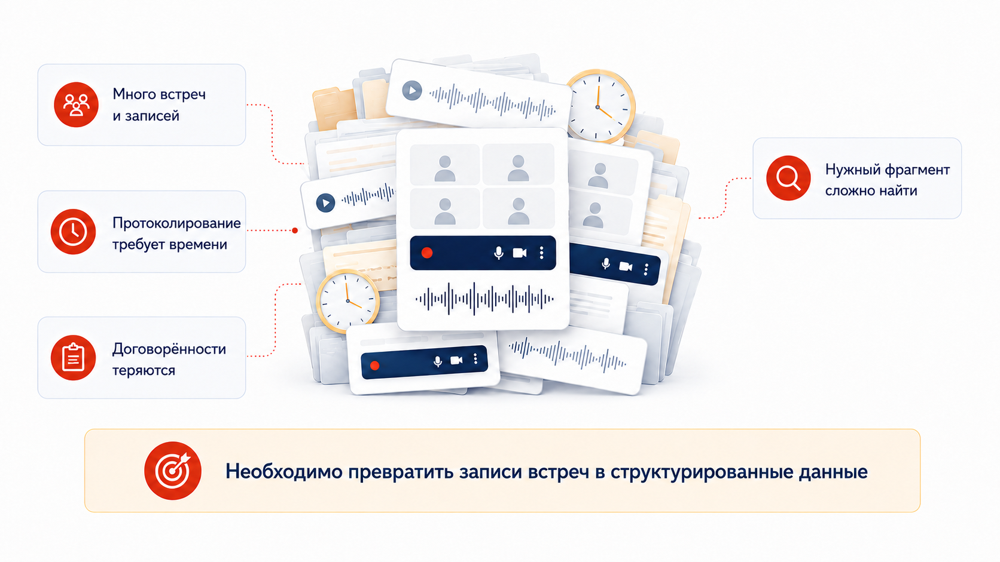 Много встреч
и записей
Протоколирование
требует времени
Договорённости
теряются
Нужный фрагмент
сложно найти
Необходимо превратить записи встреч в структурированные данные